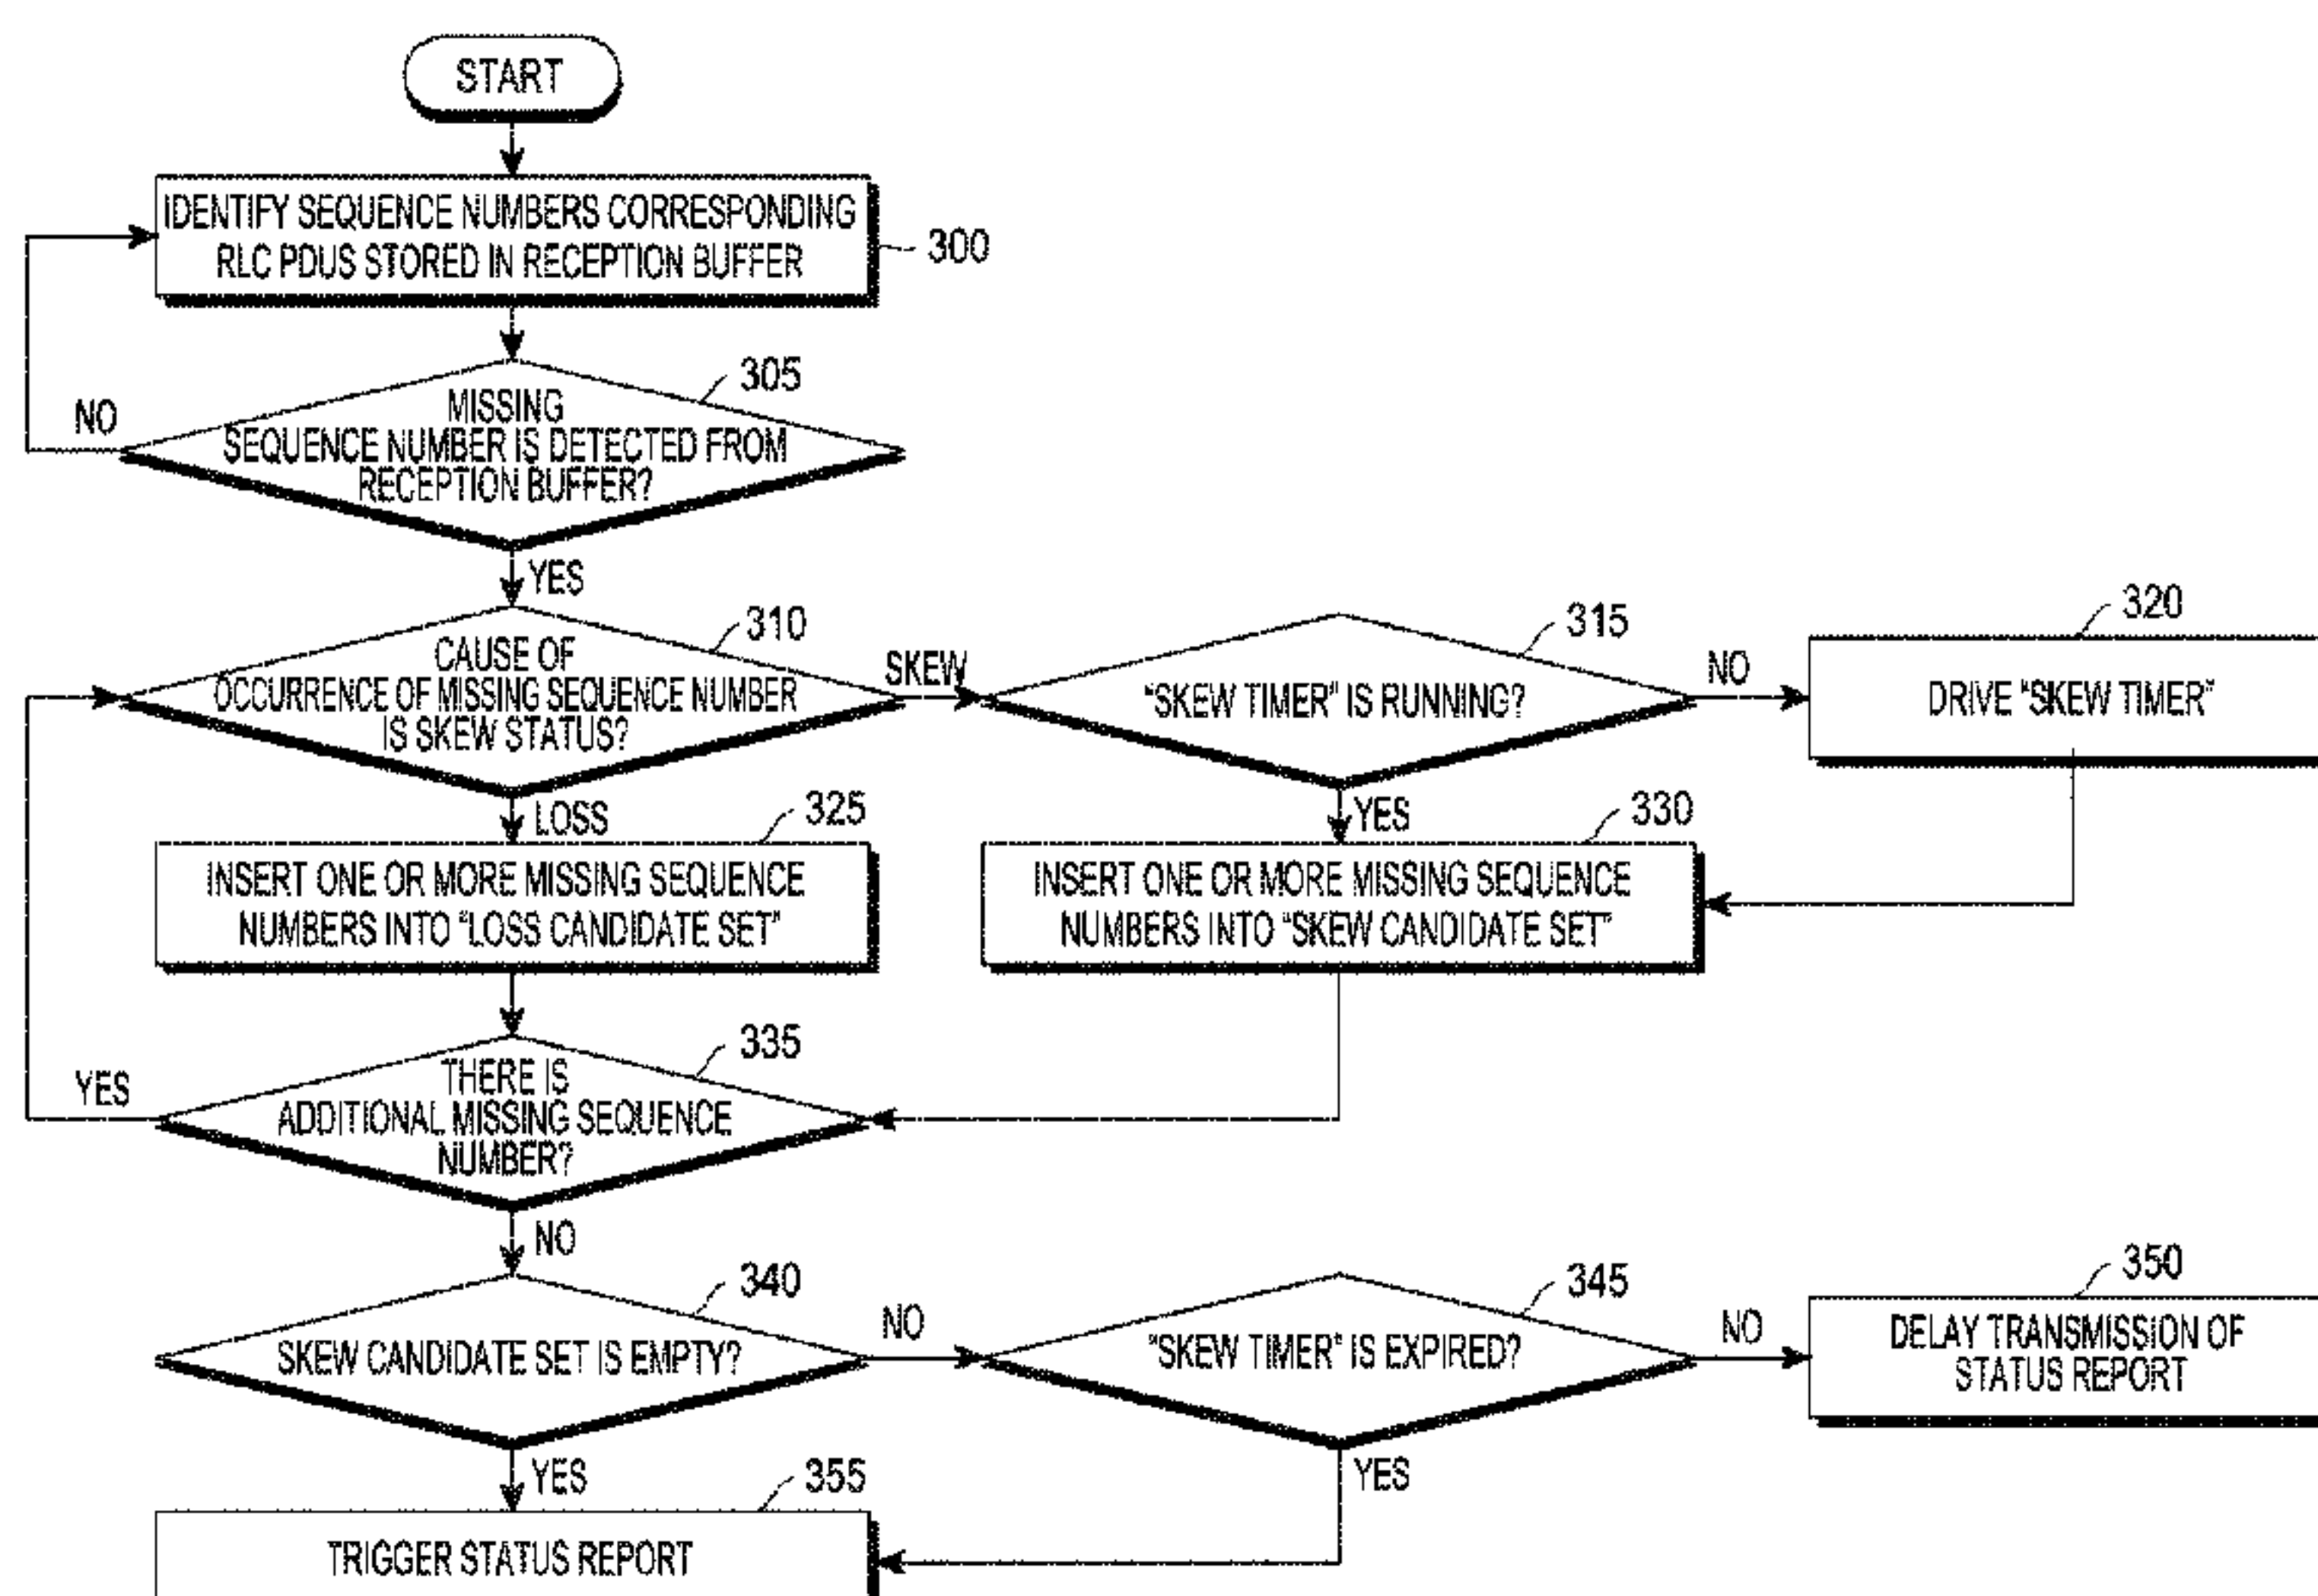 START
IDENTIFY SEQUENCE NUMBERS CORRESPONDING
RLC PDUS STORED IN RECEPTION BUFFER
300
305
MISSING
SEQUENCE NUMBER IS DETECTED FROM
RECEPTION BUFFER?
NO
YES
310
CAUSE OF
OCCURRENCE OF MISSING SEQUENCE NUMBER
IS SKEW STATUS?
SKEW
315
"SKEW TIMER" IS RUNNING?
NO
320
DRIVE "SKEW TIMER"
LOSS
325
INSERT ONE OR MORE MISSING SEQUENCE
NUMBERS INTO "LOSS CANDIDATE SET"
YES
330
INSERT ONE OR MORE MISSING SEQUENCE
NUMBERS INTO "SKEW CANDIDATE SET"
335
THERE IS
ADDITIONAL MISSING SEQUENCE
NUMBER?
YES
NO
340
SKEW CANDIDATE SET IS EMPTY?
NO
345
"SKEW TIMER" IS EXPIRED?
NO
350
DELAY TRANSMISSION OF
STATUS REPORT
YES
YES
355
TRIGGER STATUS REPORT